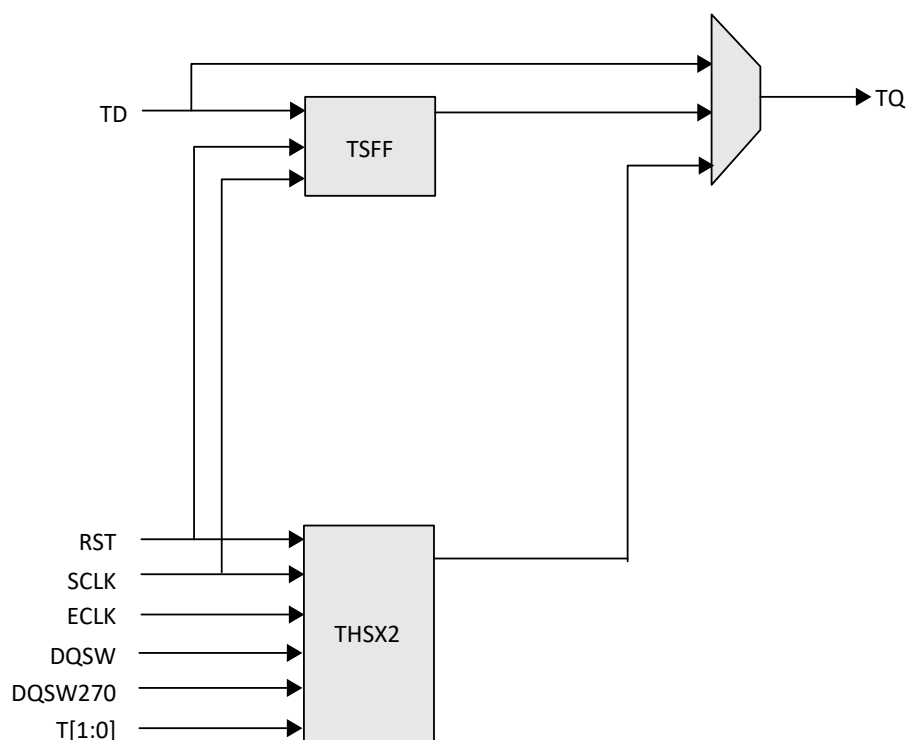 TD
TSFF
TQ
RST
SCLK
ECLK
DQSW
DQSW270
T[1:0]
THSX2